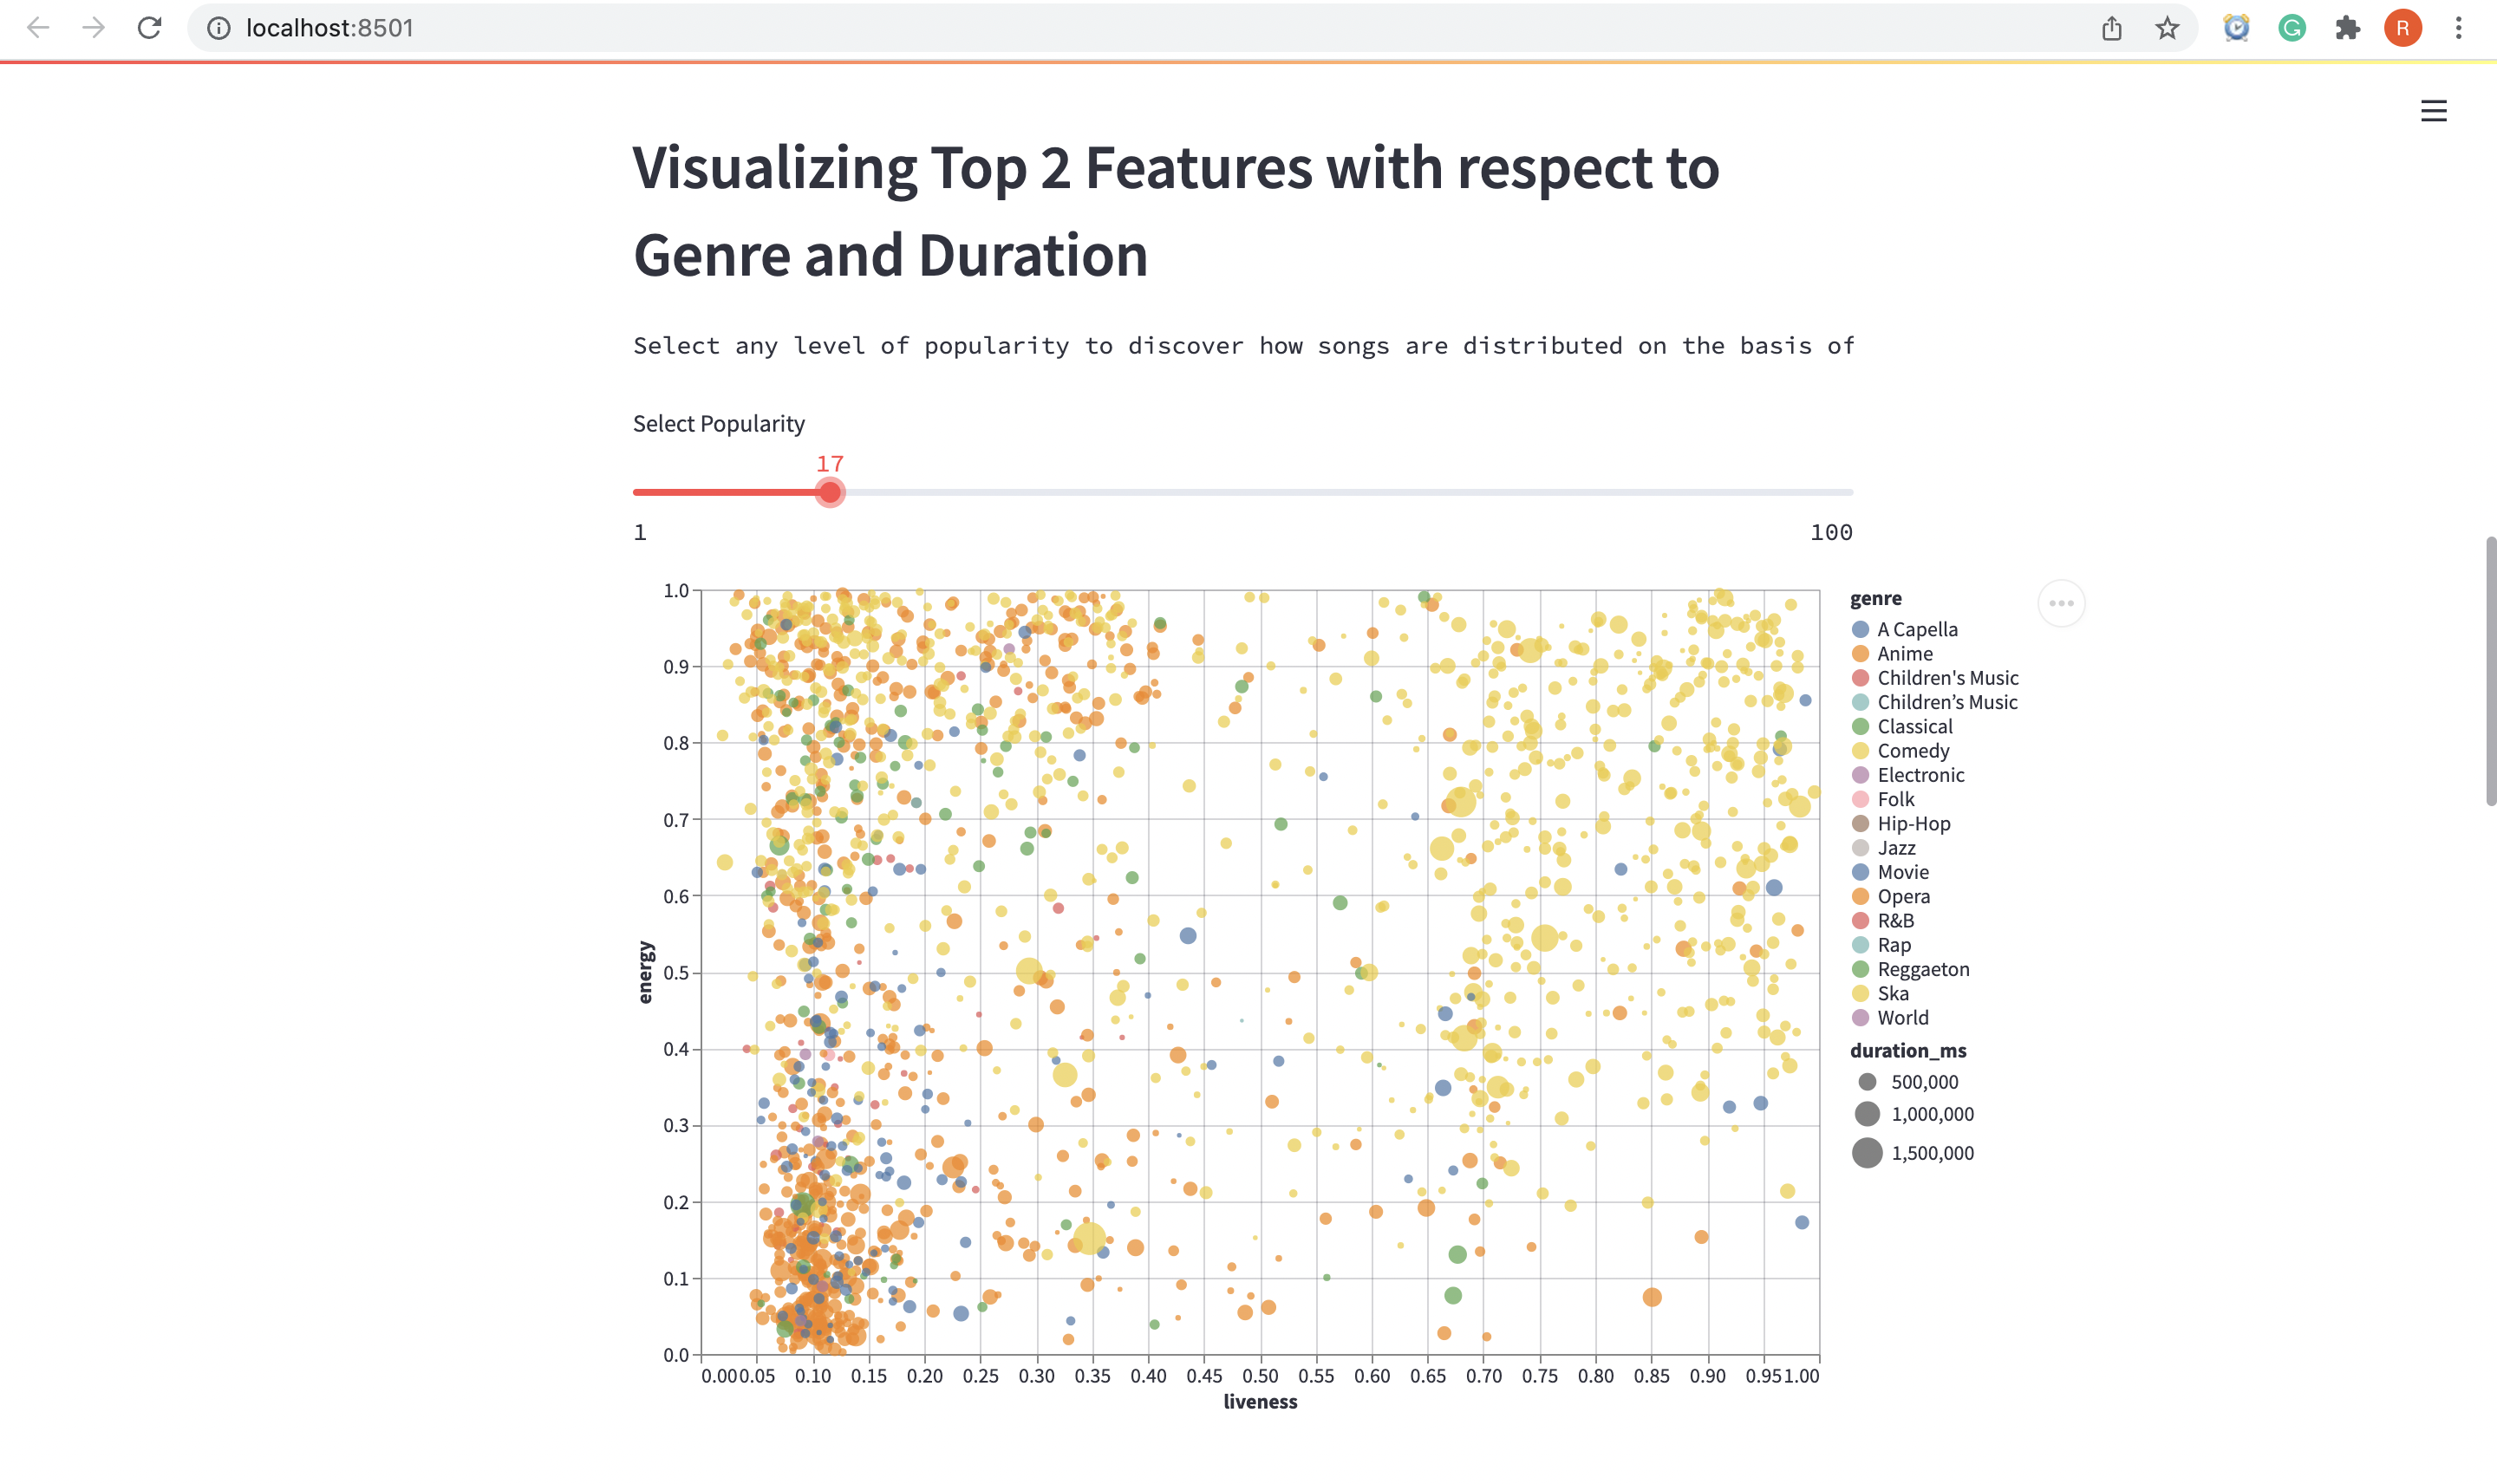 localhost:8501
R
Visualizing Top 2 Features with respect to
Genre and Duration
Select any level of popularity to discover how songs are distributed on the basis of
Select Popularity
17
1 100
1.0
0.9
0.8
0.7
0.6
0.5
0.4
0.3
0.2
0.1
0.0
energy
0.00 0.05 0.10 0.15 0.20 0.25 0.30 0.35 0.40 0.45 0.50 0.55 0.60 0.65 0.70 0.75 0.80 0.85 0.90 0.95 1.00
liveness
genre
A Capella
Anime
Children's Music
Children’s Music
Classical
Comedy
Electronic
Folk
Hip-Hop
Jazz
Movie
Opera
R&B
Rap
Reggaeton
Ska
World
duration_ms
500,000
1,000,000
1,500,000